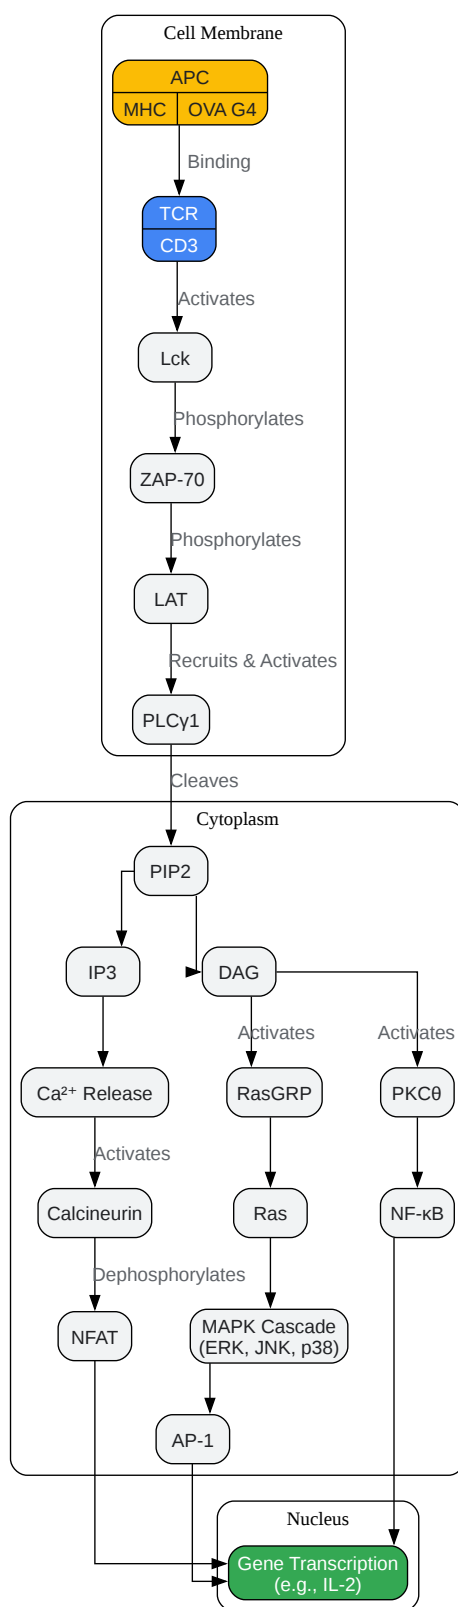 Cell Membrane
APC
MHC
OVA G4
Binding
TCR
CD3
Activates
Lck
Phosphorylates
ZAP-70
Phosphorylates
LAT
Recruits & Activates
PLCγ1
Cleaves
Cytoplasm
PIP2
IP3
DAG
Activates
Activates
Ca²⁺ Release
RasGRP
PKCθ
Activates
Calcineurin
Ras
NF-κB
Dephosphorylates
NFAT
MAPK Cascade
(ERK, JNK, p38)
AP-1
Nucleus
Gene Transcription
(e.g., IL-2)